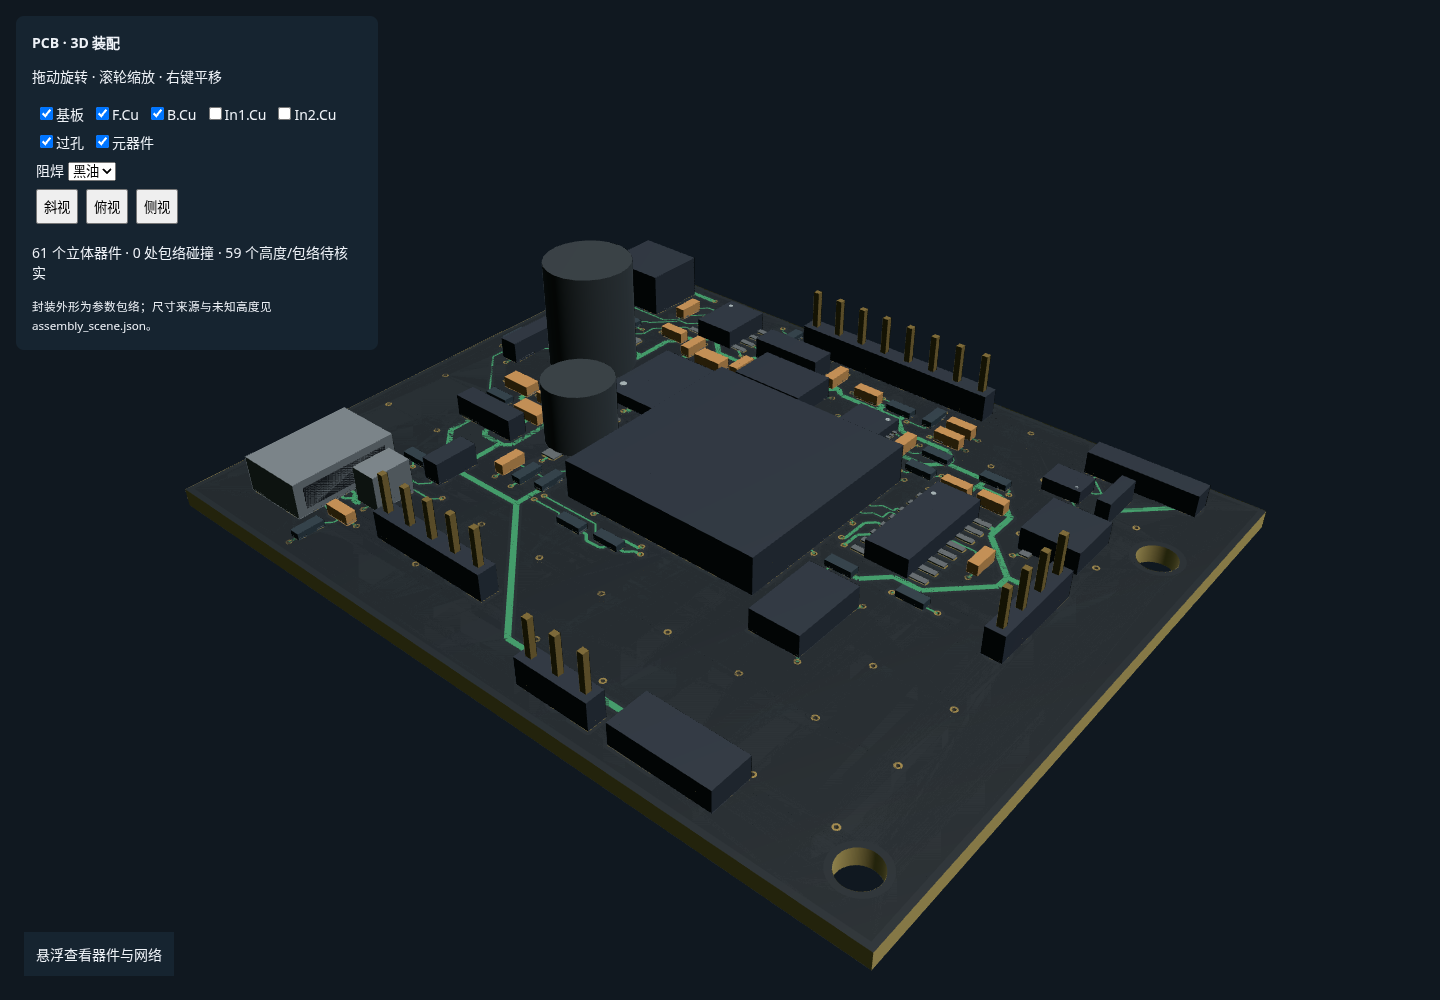 PCB · 3D 装配
拖动旋转 · 滚轮缩放 · 右键平移
基板 F.Cu B.Cu In1.Cu In2.Cu
过孔 元器件
阻焊 黑油
斜视 俯视 侧视
61 个立体器件 · 0 处包络碰撞 · 59 个高度/包络待核
实
封装外形为参数包络；尺寸来源与未知高度见
assembly_scene.json。
悬浮查看器件与网络